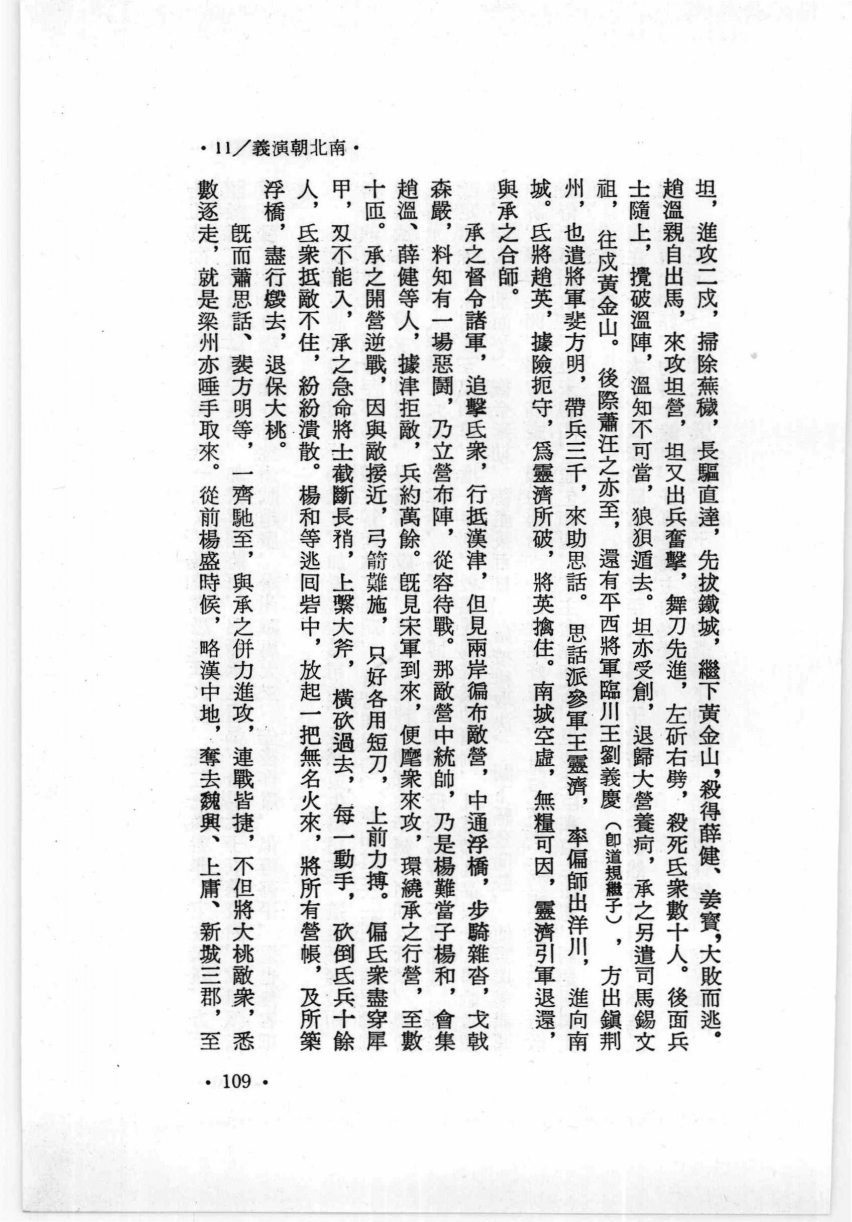 ・11／義演朝北南・
坦，進攻二戍，掃除蕪穢，長驅直達，先拔鐵城，繼下黃金山，殺得薛健、姜寶，大敗而逃。
趙溫親自出馬，來攻坦營，坦又出兵奮擊，舞刀先進，左斫右劈，殺死氐衆數十人。後面兵
士隨上，攪破溫陣，溫知不可當，狼狽遁去。坦亦受創，退歸大營養疴，承之另遣司馬錫文
祖，往戍黃金山。後際蕭汪之亦至，還有平西將軍臨川王劉義慶（卽道規繼子），方出鎭荆
州，也遣將軍裴方明，帶兵三千，來助思話。思話派參軍王靈濟，率偏師出洋川，進向南
城。氐將趙英，據險扼守，爲靈濟所破，將英擒住。南城空虛，無糧可因，靈濟引軍退還，
與承之合師。
承之督令諸軍，追擊氐衆，行抵漢津，但見兩岸徧布敵營，中通浮橋，步騎雜沓，戈戟
森嚴，料知有一場惡鬭，乃立營布陣，從容待戰。那敵營中統帥，乃是楊難當子楊和，會集
趙溫、薛健等人，據津拒敵，兵約萬餘。旣見宋軍到來，便麾衆來攻，環繞承之行營，至數
十匝。承之開營逆戰，因與敵接近，弓箭難施，只好各用短刀，上前力搏。偏氐衆盡穿犀
甲，刄不能入，承之急命將士截斷長矟，上繫大斧，橫砍過去，每一動手，砍倒氐兵十餘
人，氐衆抵敵不住，紛紛潰散。楊和等逃囘砦中，放起一把無名火來，將所有營帳，及所築
浮橋，盡行燬去，退保大桃。
旣而蕭思話、裴方明等，一齊馳至，與承之併力進攻，連戰皆捷，不但將大桃敵衆，悉
數逐走，就是梁州亦唾手取來。從前楊盛時候，略漢中地，奪去魏興、上庸、新城三郡，至
・109・